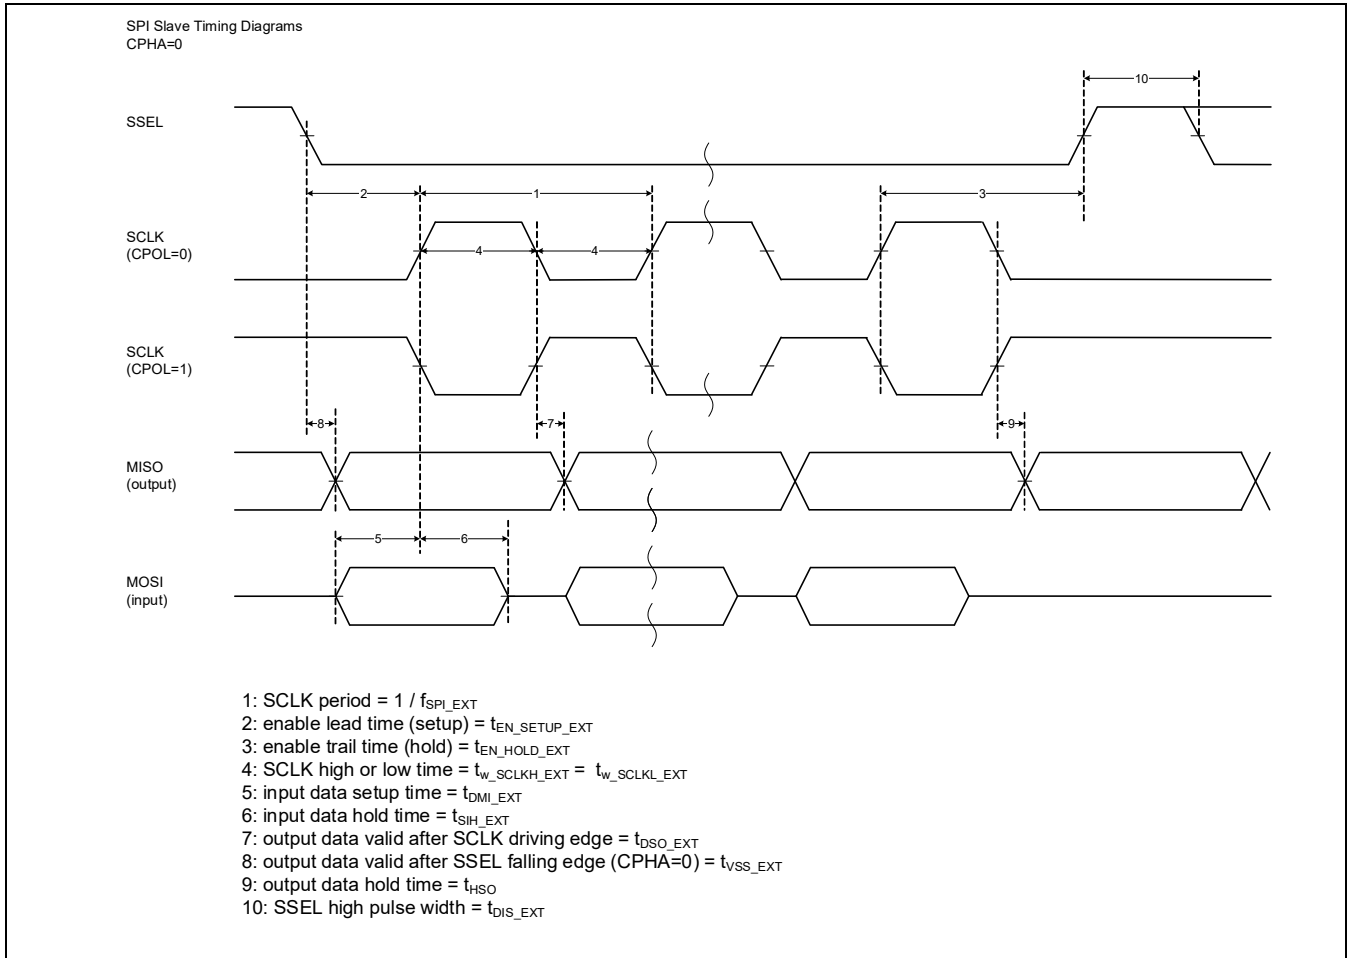 SPI Slave Timing Diagrams
CPHA=0
10
SSEL
2
1
3
SCLK
(CPOL=0)
4
4
SCLK
(CPOL=1)
8
7
9
MISO
(output)
5
6
MOSI
(input)
1: SCLK period = 1 / fSPI_EXT
2: enable lead time (setup) = tEN_SETUP_EXT
3: enable trail time (hold) = tEN_HOLD_EXT
4: SCLK high or low time = tw_SCLKH_EXT = tw_SCLKL_EXT
5: input data setup time = tDMI_EXT
6: input data hold time = tSIH_EXT
7: output data valid after SCLK driving edge = tDSO_EXT
8: output data valid after SSEL falling edge (CPHA=0) = tVSS_EXT
9: output data hold time = tHSO
10: SSEL high pulse width = tDIS_EXT